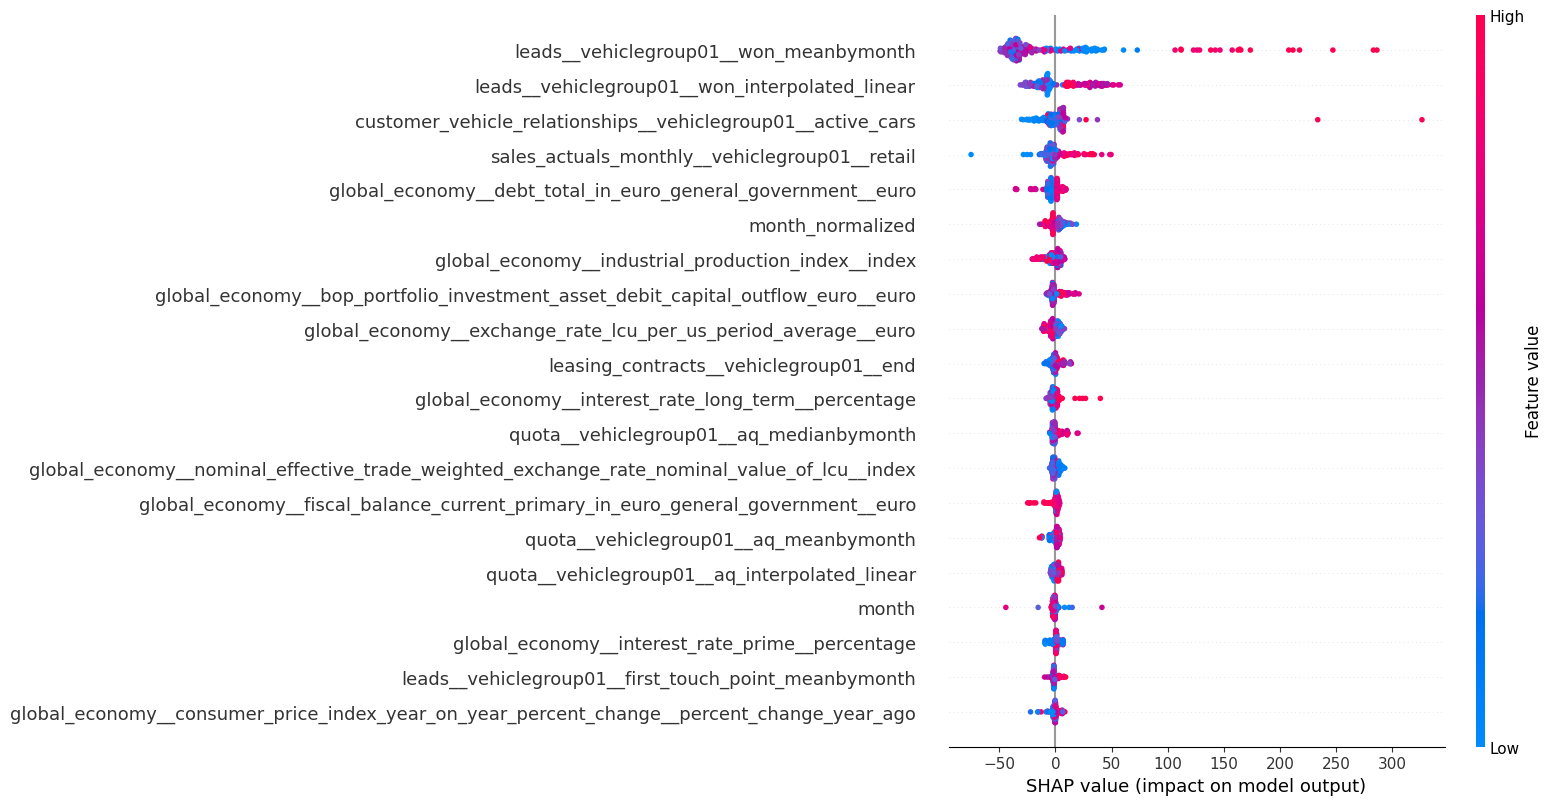 High
leads__vehiclegroup01__won_meanbymonth
leads__vehiclegroup01__won_interpolated_linear
customer_vehicle_relationships__vehiclegroup01__active_cars
sales_actuals_monthly__vehiclegroup01__retail
global_economy__debt_total_in_euro_general_government__euro
month_normalized
global_economy__industrial_production_index__index
global_economy__bop_portfolio_investment_asset_debit_capital_outflow_euro__euro
global_economy__exchange_rate_lcu_per_us_period_average__euro
leasing_contracts__vehiclegroup01__end
global_economy__interest_rate_long_term__percentage
quota__vehiclegroup01__aq_medianbymonth
global_economy__nominal_effective_trade_weighted_exchange_rate_nominal_value_of_lcu__index
global_economy__fiscal_balance_current_primary_in_euro_general_government__euro
quota__vehiclegroup01__aq_meanbymonth
quota__vehiclegroup01__aq_interpolated_linear
month
global_economy__interest_rate_prime__percentage
leads__vehiclegroup01__first_touch_point_meanbymonth
global_economy__consumer_price_index_year_on_year_percent_change__percent_change_year_ago
Feature value
Low
−50 0 50 100 150 200 250 300
SHAP value (impact on model output)